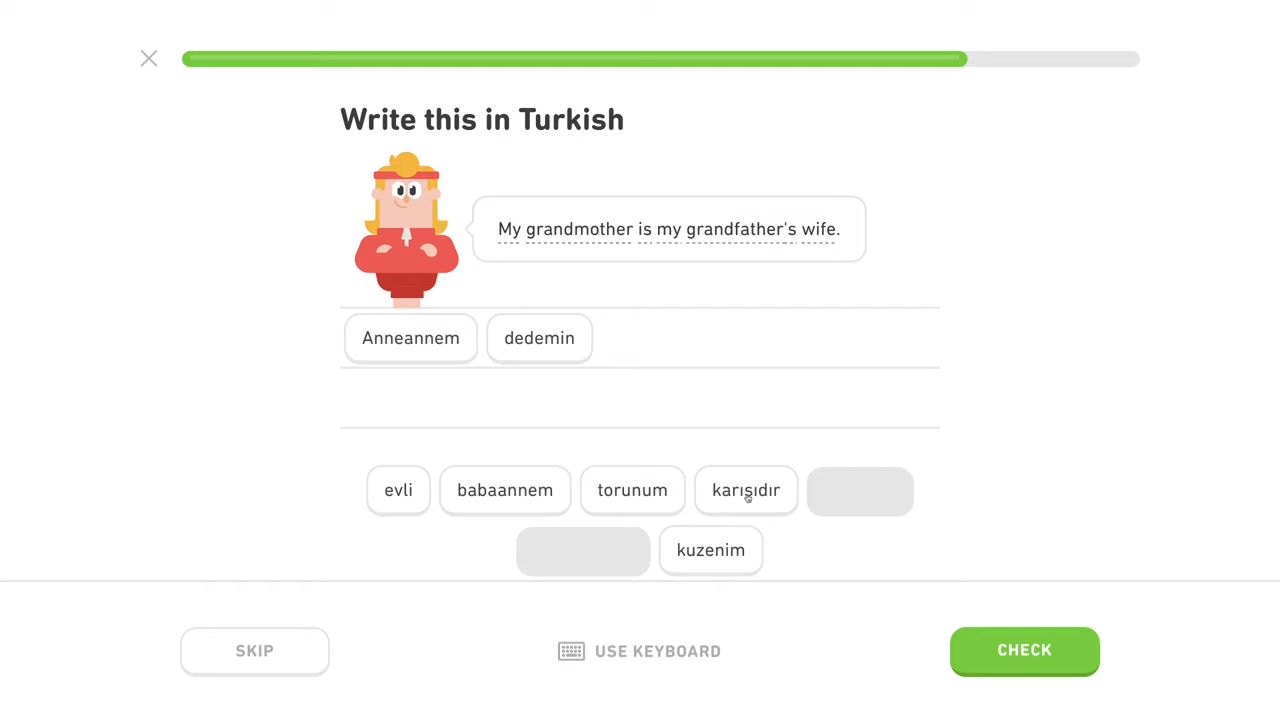 Write this in Turkish
My grandmother is my grandfather's wife.
Anneannem dedemin
evli babaannem torunum karısıdır
kuzenim
SKIP USE KEYBOARD CHECK